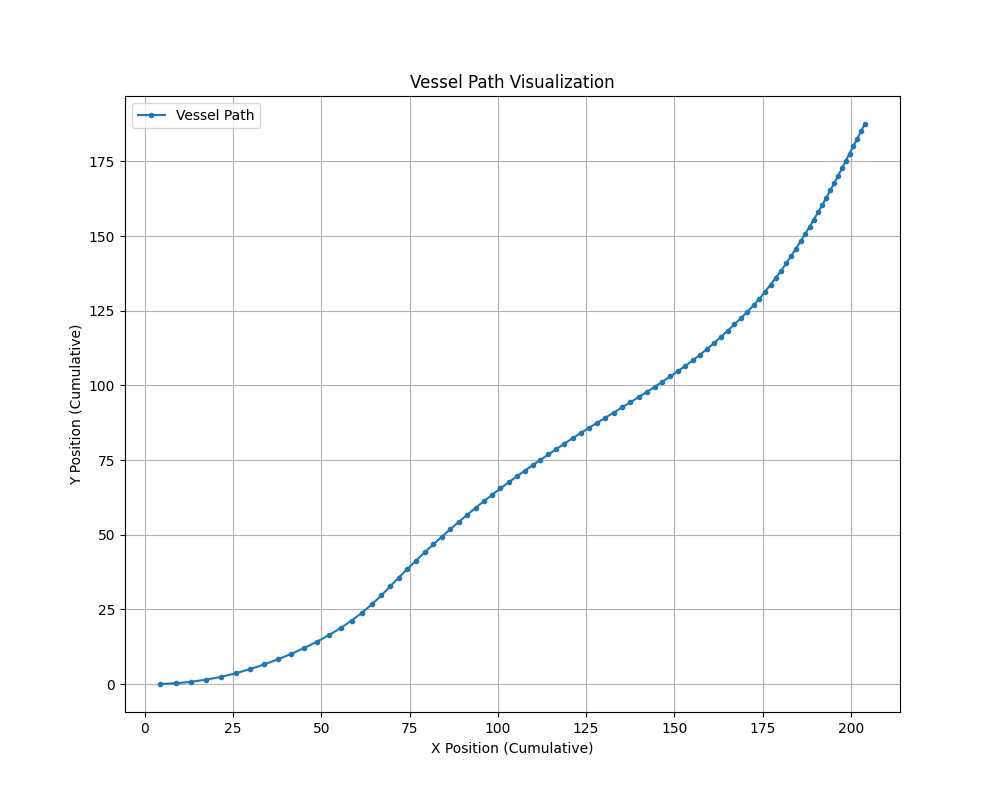 Vessel Path Visualization
Vessel Path
175
150
125
100
75
50
25
0
Y Position (Cumulative)
0 25 50 75 100 125 150 175 200
X Position (Cumulative)